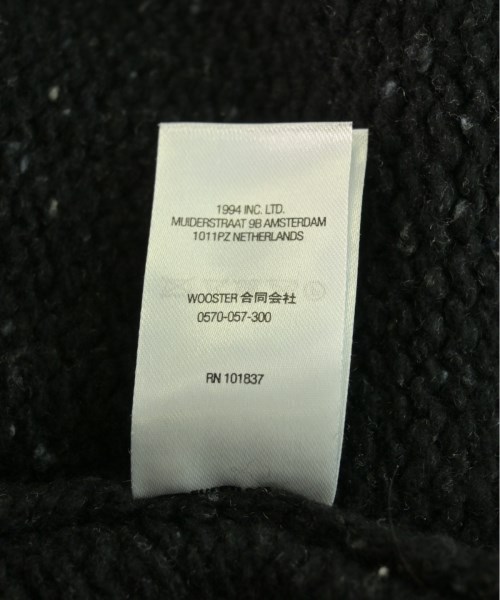 1994 INC. LTD.
MUIDERSTRAAT 9B AMSTERDAM
1011PZ NETHERLANDS
WOOSTER 合同会社
0570-057-300
RN 101837